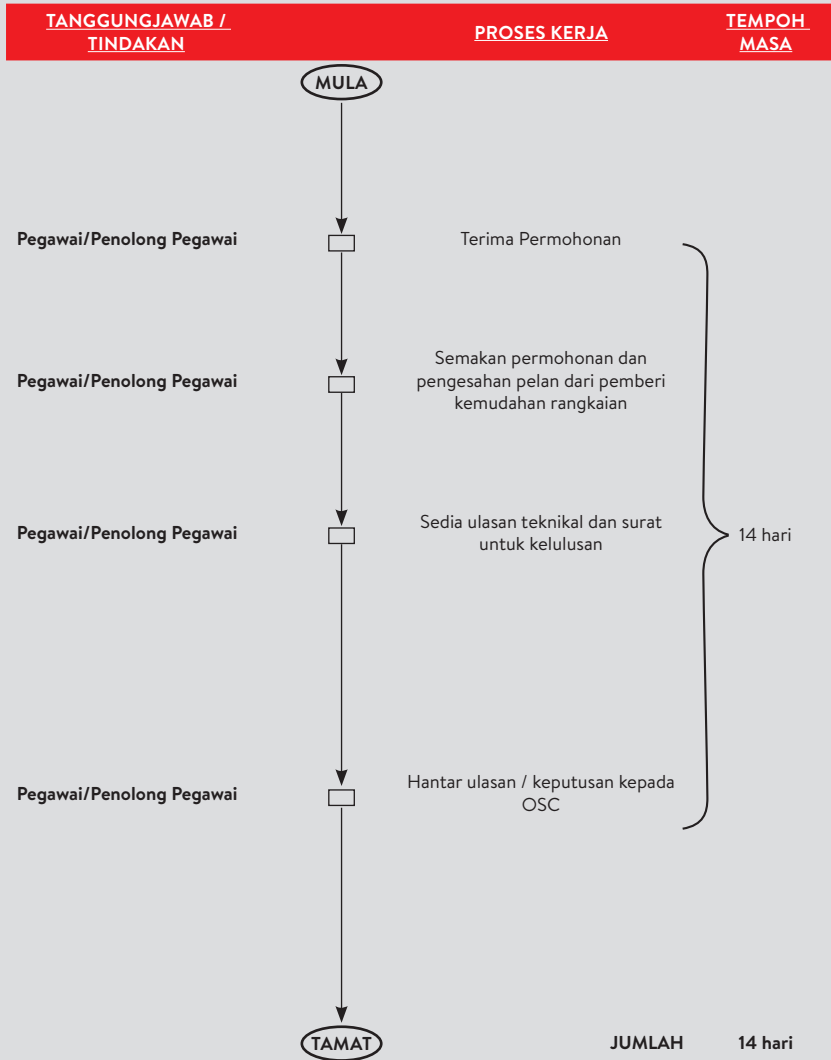 TANGGUNGJAWAB /
TINDAKAN
PROSES KERJA
TEMPOH
MASA
MULA
Pegawai/Penolong Pegawai
Terima Permohonan
Pegawai/Penolong Pegawai
Semakan permohonan dan
pengesahan pelan dari pemberi
kemudahan rangkaian
Pegawai/Penolong Pegawai
Sedia ulasan teknikal dan surat
untuk kelulusan
14 hari
Pegawai/Penolong Pegawai
Hantar ulasan / keputusan kepada
OSC
TAMAT
JUMLAH
14 hari